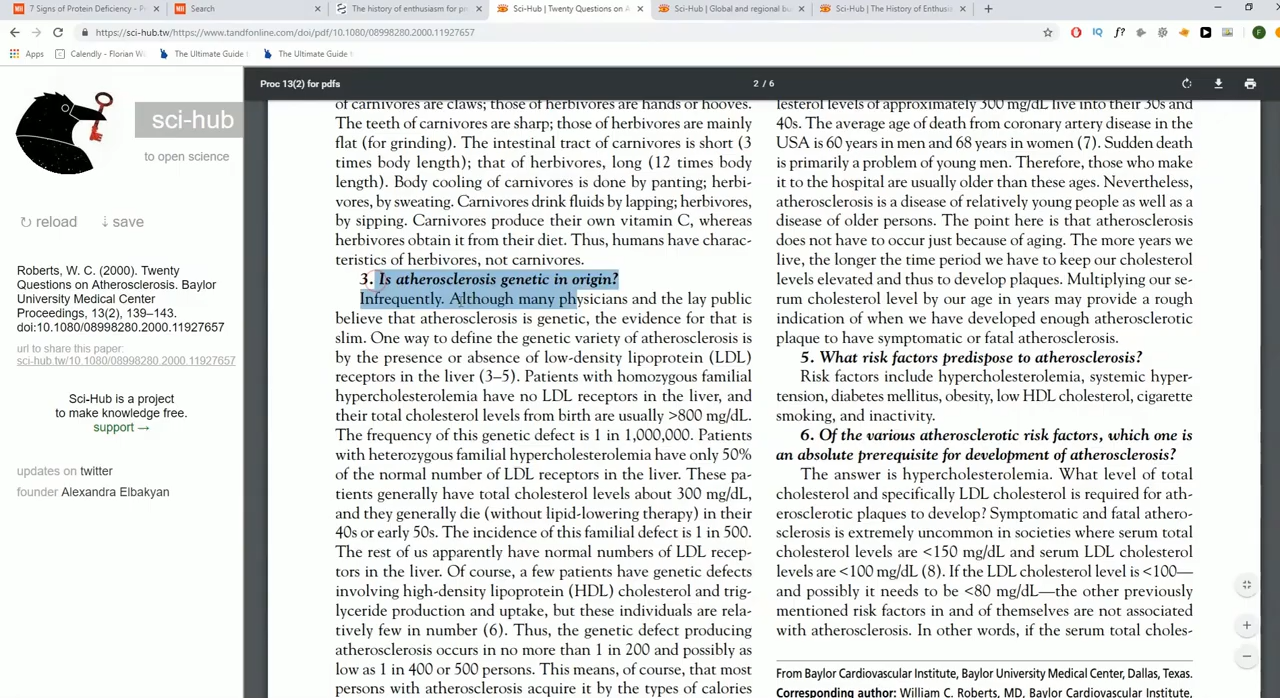 7 Signs of Protein Deficiency - P
Search
The history of enthusiasm for pr
Sci-Hub | Twenty Questions on A
Sci-Hub | Global and regional bu
Sci-Hub | The History of Enthus
https://sci-hub.tw/https://www.tandfonline.com/doi/pdf/10.1080/08998280.2000.11927657
Apps
Calendly - Florian W
The Ultimate Guide
The Ultimate Guide
sci-hub
to open science
↻ reload
↓ save
Roberts, W. C. (2000). Twenty
Questions on Atherosclerosis. Baylor
University Medical Center
Proceedings, 13(2), 139–143.
doi:10.1080/08998280.2000.11927657
url to share this paper:
sci-hub.tw/10.1080/08998280.2000.11927657
Sci-Hub is a project
to make knowledge free.
support →
updates on twitter
founder Alexandra Elbakyan
Proc 13(2) for pdfs
2 / 6
of carnivores are claws; those of herbivores are hands or hooves.
The teeth of carnivores are sharp; those of herbivores are mainly
flat (for grinding). The intestinal tract of carnivores is short (3
times body length); that of herbivores, long (12 times body
length). Body cooling of carnivores is done by panting; herbi-
vores, by sweating. Carnivores drink fluids by lapping; herbivores,
by sipping. Carnivores produce their own vitamin C, whereas
herbivores obtain it from their diet. Thus, humans have charac-
teristics of herbivores, not carnivores.
3. Is atherosclerosis genetic in origin?
Infrequently. Although many physicians and the lay public
believe that atherosclerosis is genetic, the evidence for that is
slim. One way to define the genetic variety of atherosclerosis is
by the presence or absence of low-density lipoprotein (LDL)
receptors in the liver (3–5). Patients with homozygous familial
hypercholesterolemia have no LDL receptors in the liver, and
their total cholesterol levels from birth are usually >800 mg/dL.
The frequency of this genetic defect is 1 in 1,000,000. Patients
with heterozygous familial hypercholesterolemia have only 50%
of the normal number of LDL receptors in the liver. These pa-
tients generally have total cholesterol levels about 300 mg/dL,
and they generally die (without lipid-lowering therapy) in their
40s or early 50s. The incidence of this familial defect is 1 in 500.
The rest of us apparently have normal numbers of LDL recep-
tors in the liver. Of course, a few patients have genetic defects
involving high-density lipoprotein (HDL) cholesterol and trig-
lyceride production and uptake, but these individuals are rela-
tively few in number (6). Thus, the genetic defect producing
atherosclerosis occurs in no more than 1 in 200 and possibly as
low as 1 in 400 or 500 persons. This means, of course, that most
persons with atherosclerosis acquire it by the types of calories
lesterol levels of approximately 300 mg/dL live into their 30s and
40s. The average age of death from coronary artery disease in the
USA is 60 years in men and 68 years in women (7). Sudden death
is primarily a problem of young men. Therefore, those who make
it to the hospital are usually older than these ages. Nevertheless,
atherosclerosis is a disease of relatively young people as well as a
disease of older persons. The point here is that atherosclerosis
does not have to occur just because of aging. The more years we
live, the longer the time period we have to keep our cholesterol
levels elevated and thus to develop plaques. Multiplying our se-
rum cholesterol level by our age in years may provide a rough
indication of when we have developed enough atherosclerotic
plaque to have symptomatic or fatal atherosclerosis.
5. What risk factors predispose to atherosclerosis?
Risk factors include hypercholesterolemia, systemic hyper-
tension, diabetes mellitus, obesity, low HDL cholesterol, cigarette
smoking, and inactivity.
6. Of the various atherosclerotic risk factors, which one is
an absolute prerequisite for development of atherosclerosis?
The answer is hypercholesterolemia. What level of total
cholesterol and specifically LDL cholesterol is required for ath-
erosclerotic plaques to develop? Symptomatic and fatal athero-
sclerosis is extremely uncommon in societies where serum total
cholesterol levels are <150 mg/dL and serum LDL cholesterol
levels are <100 mg/dL (8). If the LDL cholesterol level is <100—
and possibly it needs to be <80 mg/dL—the other previously
mentioned risk factors in and of themselves are not associated
with atherosclerosis. In other words, if the serum total choles-
From Baylor Cardiovascular Institute, Baylor University Medical Center, Dallas, Texas.
Corresponding author: William C. Roberts, MD, Baylor Cardiovascular Institute,